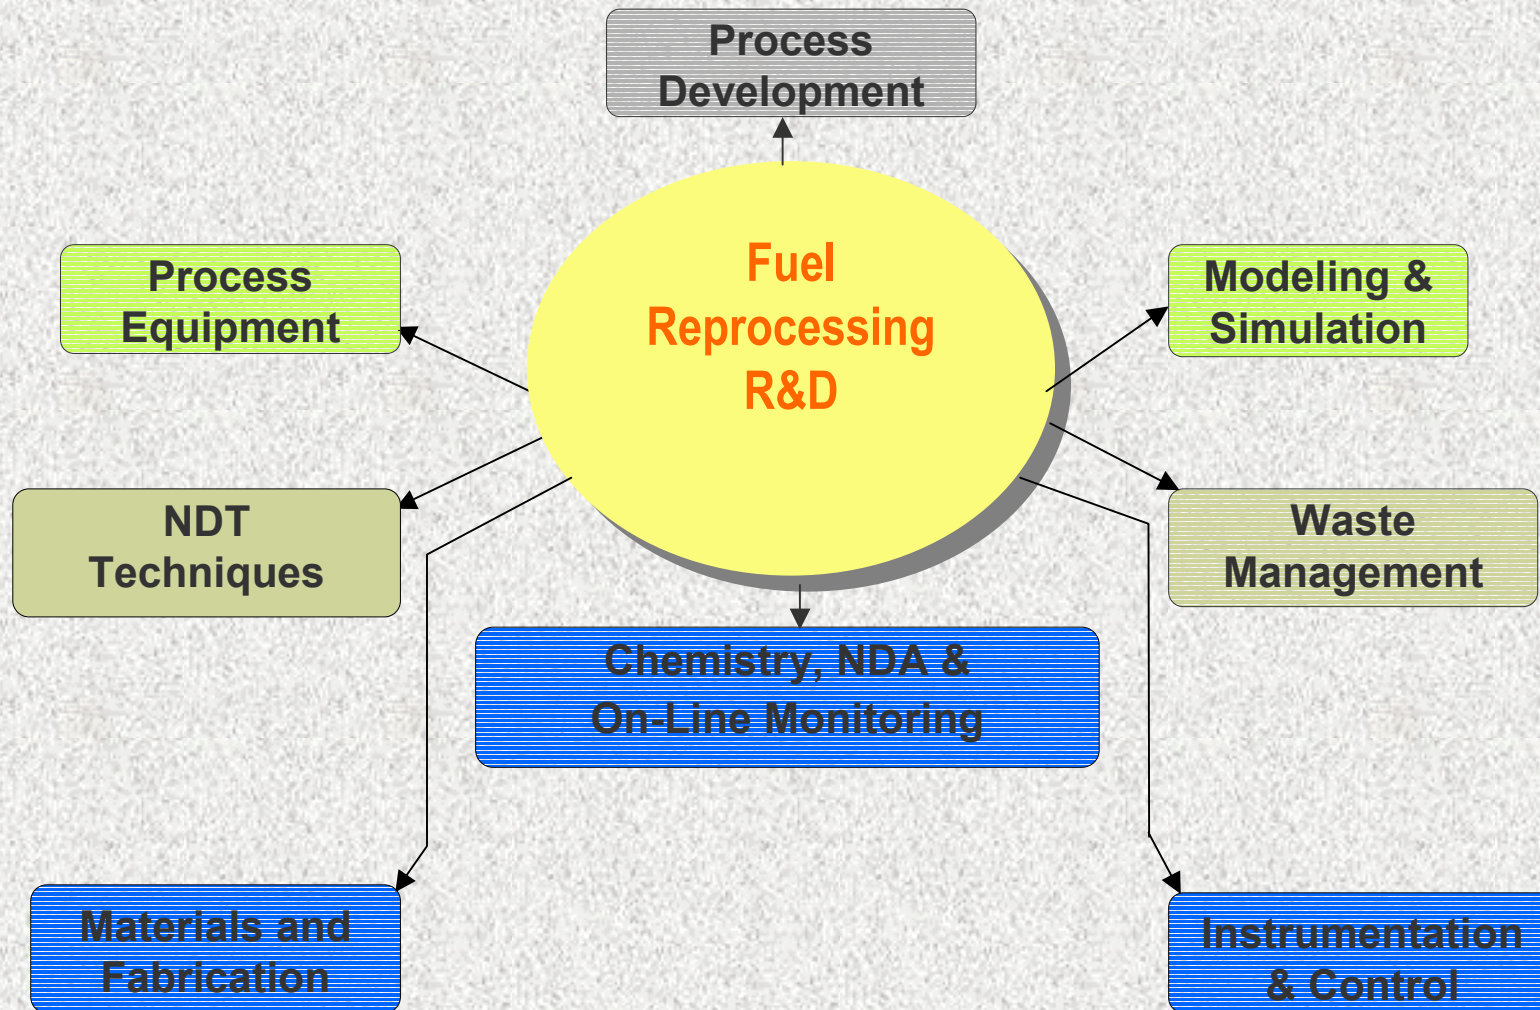 Process
Development
Fuel
Reprocessing
R&D
Process
Equipment
Modeling &
Simulation
NDT
Techniques
Waste
Management
Chemistry, NDA &
On-Line Monitoring
Materials and
Fabrication
Instrumentation
& Control